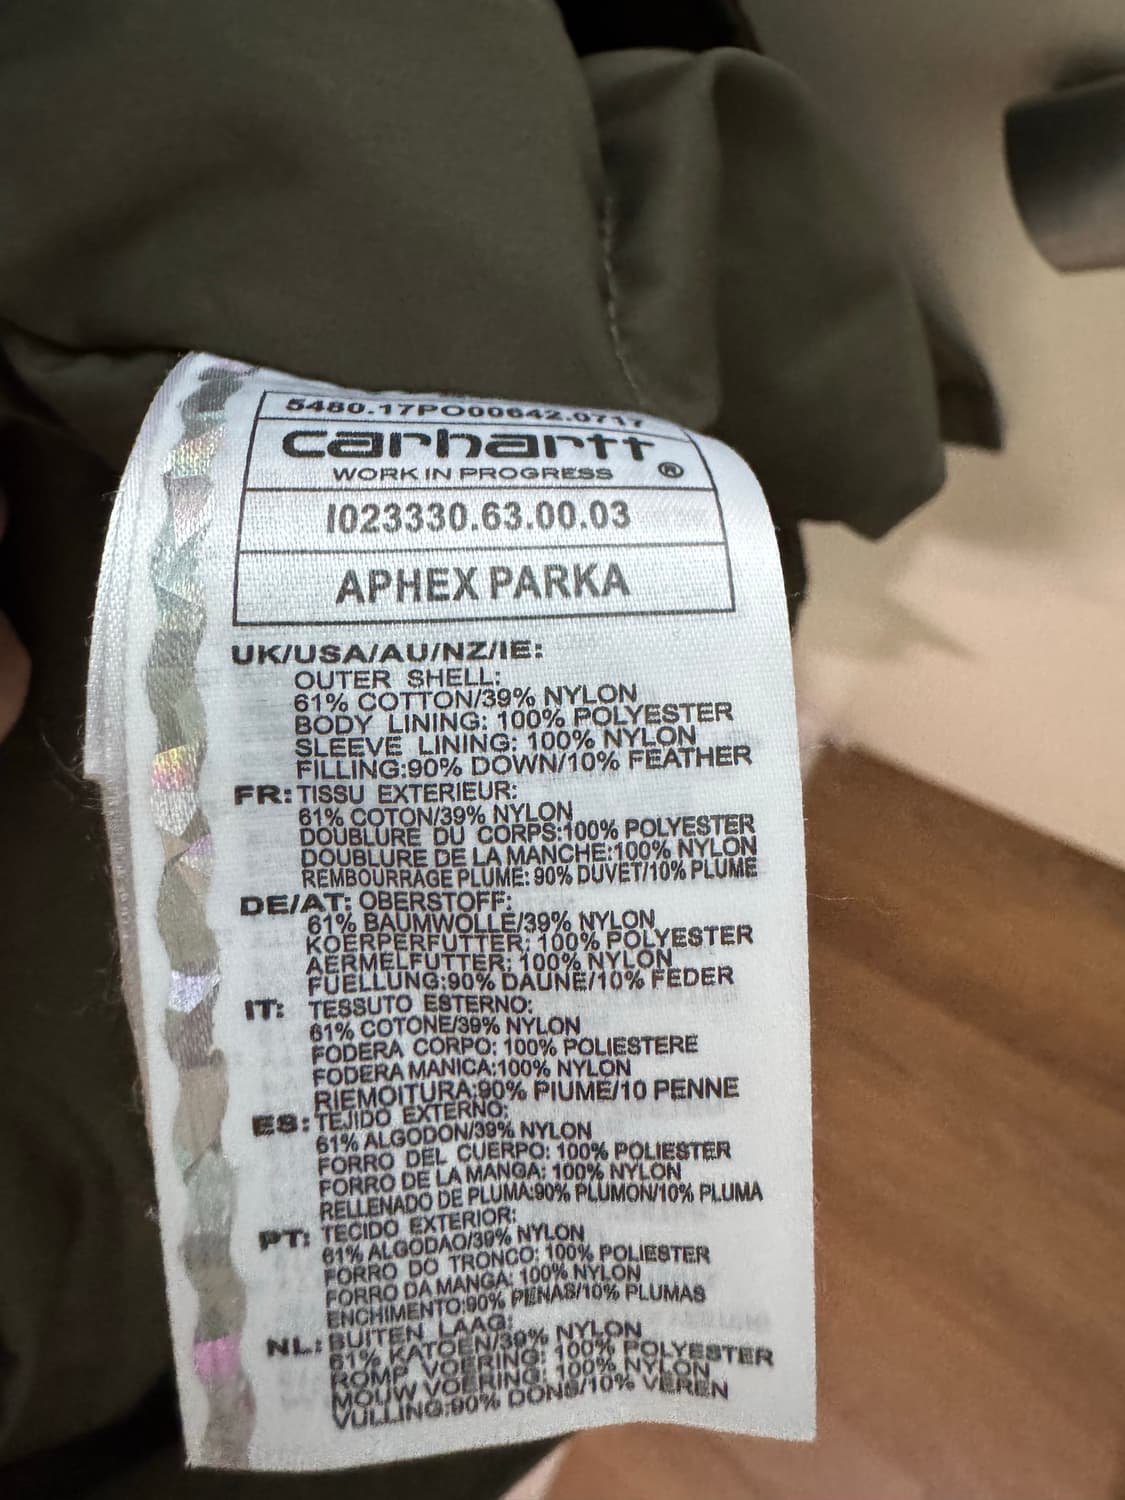 5480.17PO00642.0717
carhartt
WORK IN PROGRESS ®
I023330.63.00.03
APHEX PARKA
UK/USA/AU/NZ/IE:
OUTER SHELL:
61% COTTON/39% NYLON
BODY LINING: 100% POLYESTER
SLEEVE LINING: 100% NYLON
FILLING:90% DOWN/10% FEATHER
FR: TISSU EXTERIEUR:
61% COTON/39% NYLON
DOUBLURE DU CORPS:100% POLYESTER
DOUBLURE DE LA MANCHE:100% NYLON
REMBOURRAGE PLUME: 90% DUVET/10% PLUME
DE/AT: OBERSTOFF:
61% BAUMWOLLE/39% NYLON
KOERPERFUTTER: 100% POLYESTER
AERMELFUTTER: 100% NYLON
FUELLUNG:90% DAUNE/10% FEDER
IT: TESSUTO ESTERNO:
61% COTONE/39% NYLON
FODERA CORPO: 100% POLIESTERE
FODERA MANICA:100% NYLON
RIEMOITURA:90% PIUME/10 PENNE
ES: TEJIDO EXTERNO:
61% ALGODON/39% NYLON
FORRO DEL CUERPO: 100% POLIESTER
FORRO DE LA MANGA: 100% NYLON
RELLENADO DE PLUMA:90% PLUMON/10% PLUMA
PT: TECIDO EXTERIOR:
61% ALGODAO/39% NYLON
FORRO DO TRONCO: 100% POLIESTER
FORRO DA MANGA: 100% NYLON
ENCHIMENTO:90% PENAS/10% PLUMAS
NL: BUITEN LAAG:
61% KATOEN/39% NYLON
ROMP VOERING: 100% POLYESTER
MOUW VOERING: 100% NYLON
VULLING:90% DONS/10% VEREN